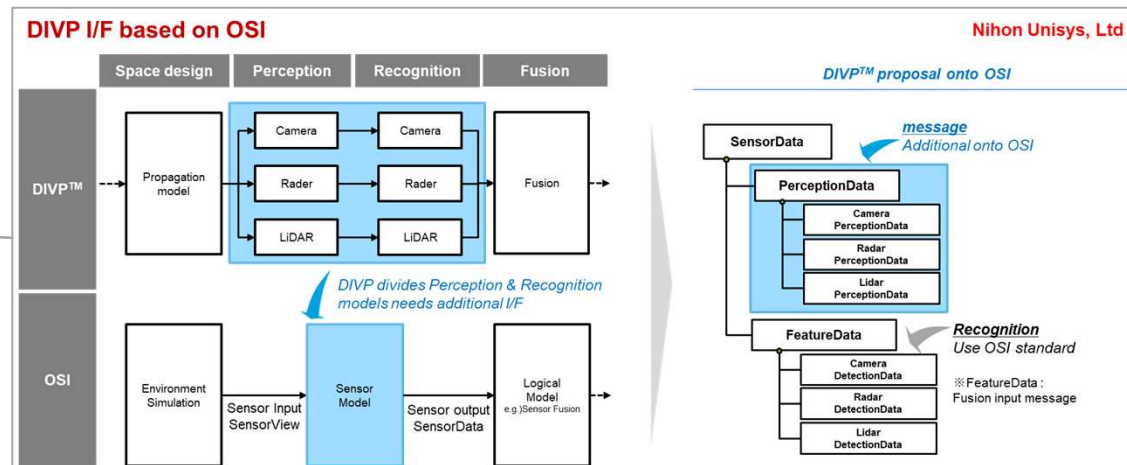 DIVP I/F based on OSI
Nihon Unisys, Ltd
Space design
Perception
Recognition
Fusion
DIVP™
Propagation
model
Camera
Camera
Rader
Rader
LiDAR
LiDAR
Fusion
DIVP divides Perception & Recognition
models needs additional I/F
OSI
Environment
Simulation
Sensor Input
SensorView
Sensor
Model
Sensor output
SensorData
Logical
Model
e.g.)Sensor Fusion
DIVP™ proposal onto OSI
SensorData
message
Additional onto OSI
PerceptionData
Camera
PerceptionData
Radar
PerceptionData
Lidar
PerceptionData
FeatureData
Recognition
Use OSI standard
Camera
DetectionData
Radar
DetectionData
Lidar
DetectionData
※FeatureData :
Fusion input message